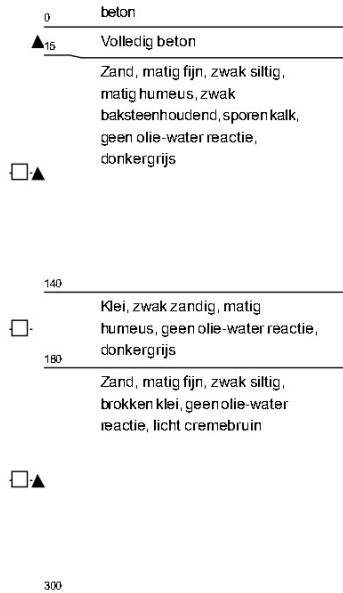 0
beton
15
Volledig beton
Zand, matig fijn, zwak siltig,
matig humeus, zwak
baksteenhoudend, sporen kalk,
geen olie-water reactie,
donkergrijs
140
Klei, zwak zandig, matig
humeus, geen olie-water reactie,
donkergrijs
180
Zand, matig fijn, zwak siltig,
brokken klei, geen olie-water
reactie, licht cremebruin
300